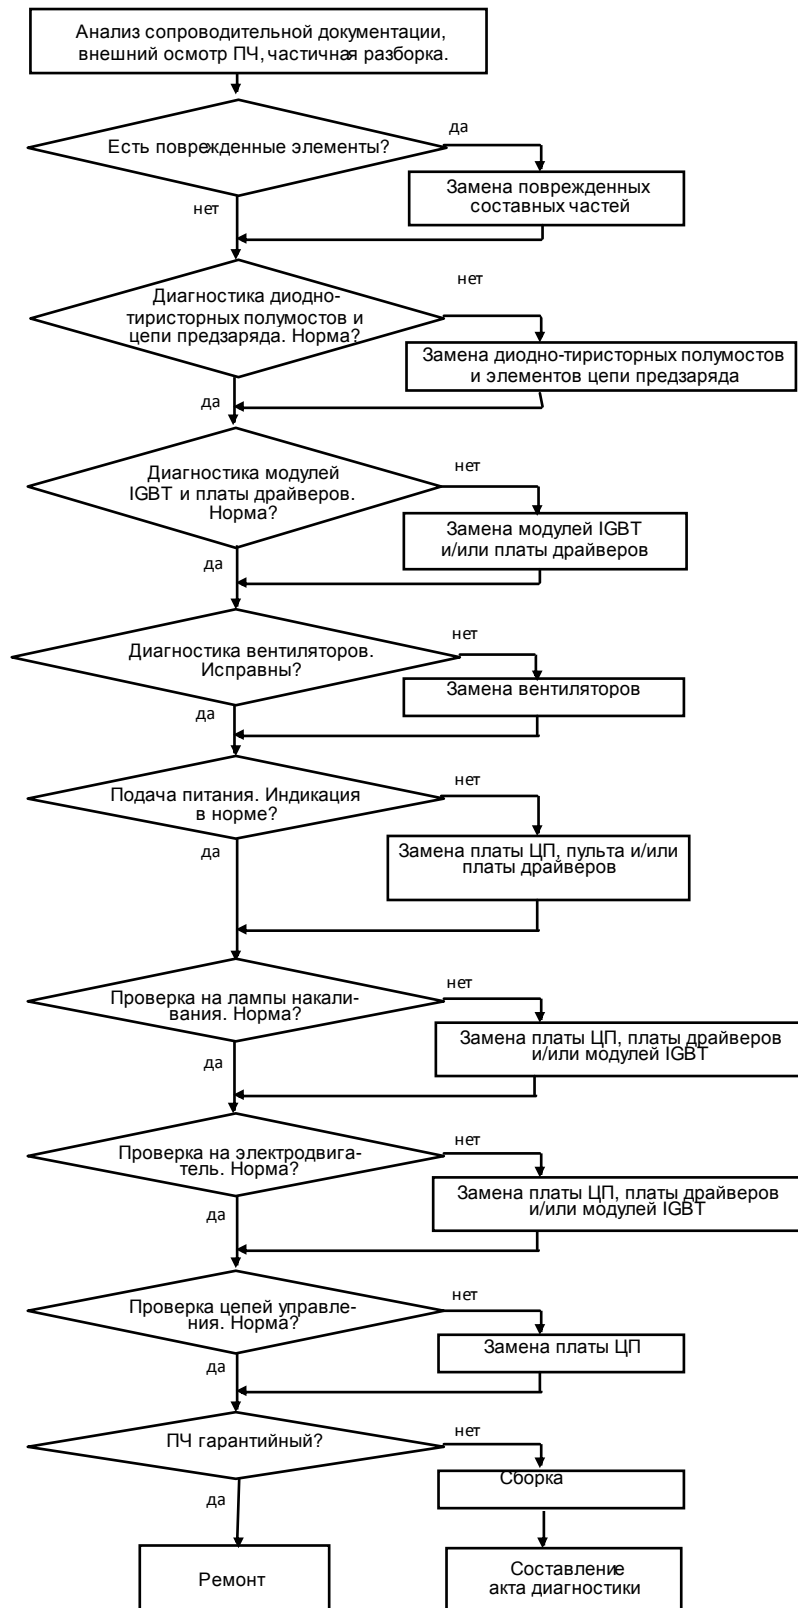 Анализ сопроводительной документации,
внешний осмотр ПЧ, частичная разборка.
Есть поврежденные элементы?
да
Замена поврежденных
составных частей
нет
Диагностика диодно-
тиристорных полумостов и
цепи предзаряда. Норма?
нет
Замена диодно-тиристорных полумостов
и элементов цепи предзаряда
да
Диагностика модулей
IGBT и платы драйверов.
Норма?
нет
Замена модулей IGBT
и/или платы драйверов
да
Диагностика вентиляторов.
Исправны?
нет
Замена вентиляторов
да
Подача питания. Индикация
в норме?
нет
Замена платы ЦП, пульта и/или
платы драйверов
да
Проверка на лампы накали-
вания. Норма?
нет
Замена платы ЦП, платы драйверов
и/или модулей IGBT
да
Проверка на электродвига-
тель. Норма?
нет
Замена платы ЦП, платы драйверов
и/или модулей IGBT
да
Проверка цепей управле-
ния. Норма?
нет
Замена платы ЦП
да
ПЧ гарантийный?
нет
Сборка
да
Ремонт
Составление
акта диагностики